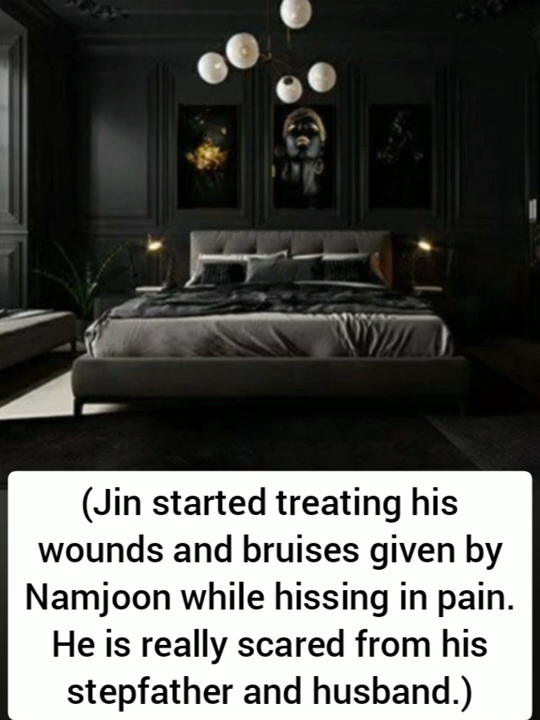 (Jin started treating his
wounds and bruises given by
Namjoon while hissing in pain.
He is really scared from his
stepfather and husband.)